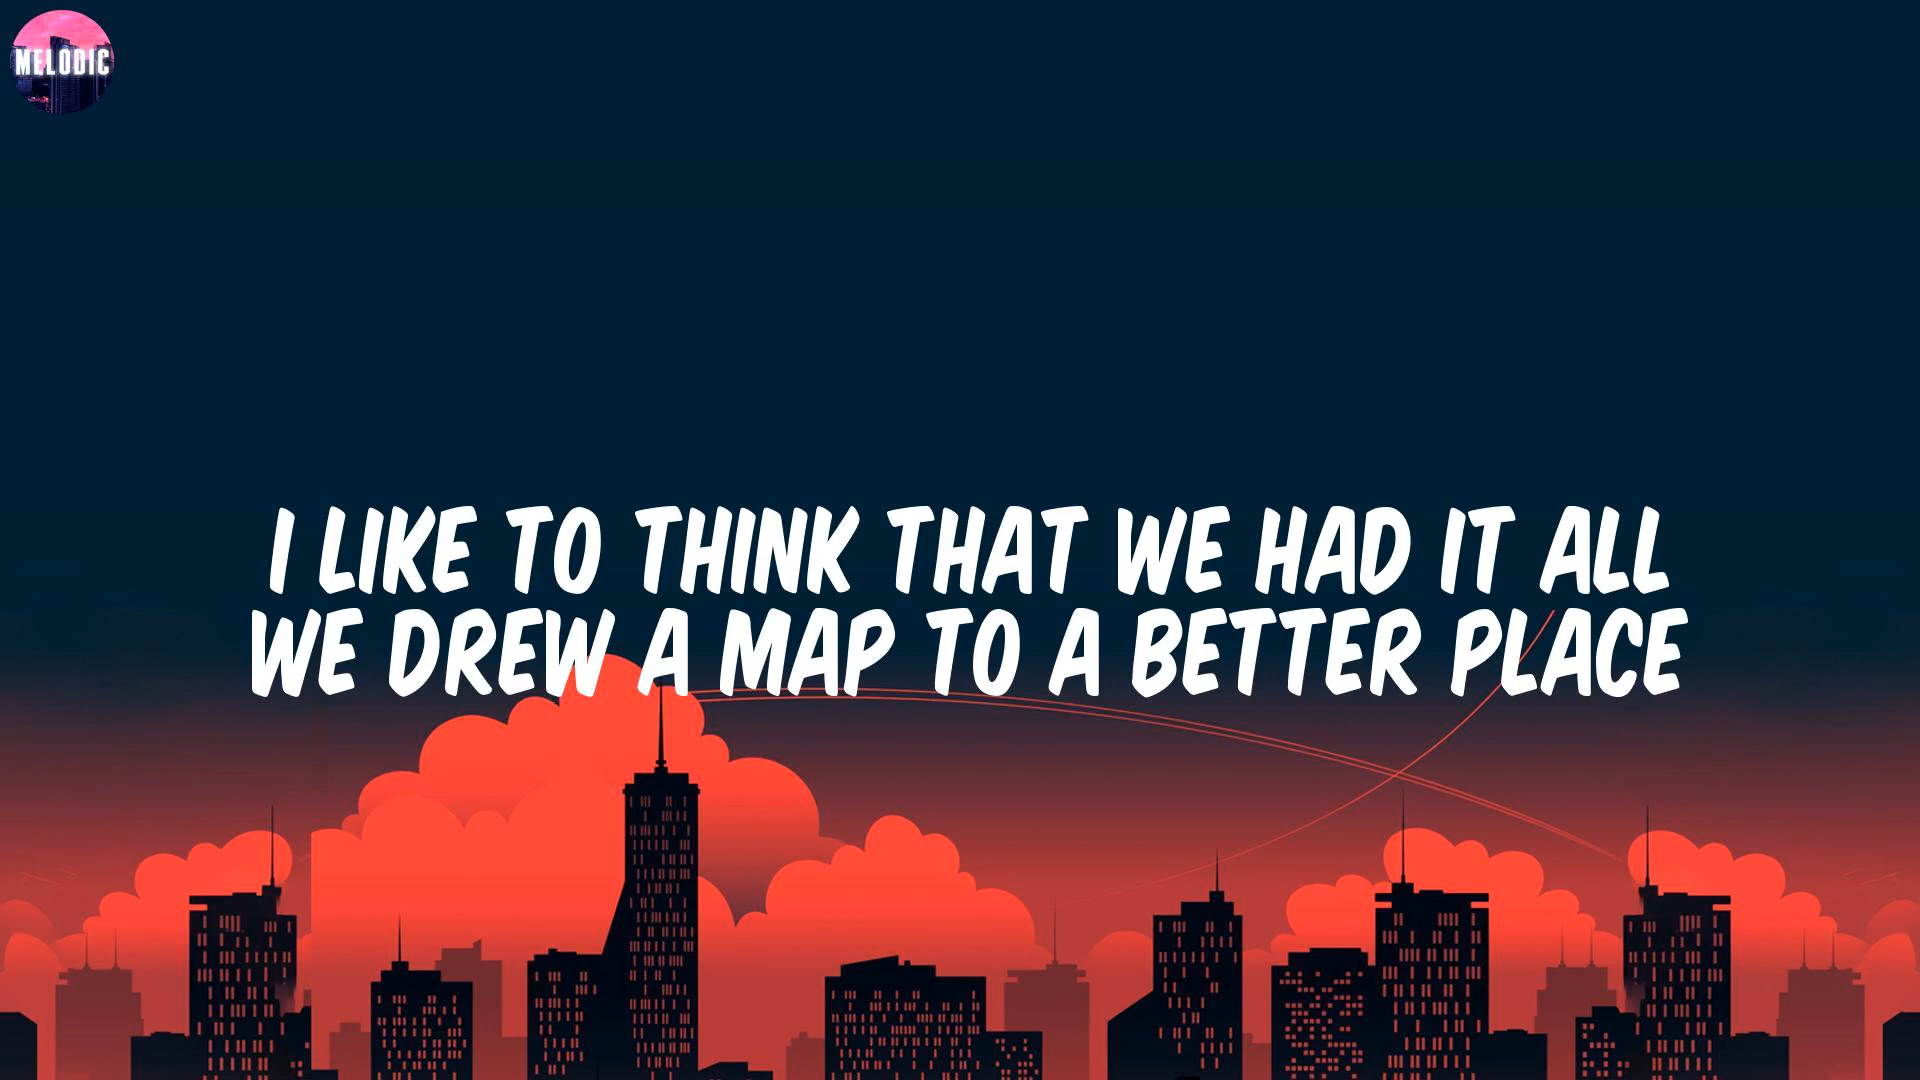 MELODIC
I LIKE TO THINK THAT WE HAD IT ALL
WE DREW A MAP TO A BETTER PLACE